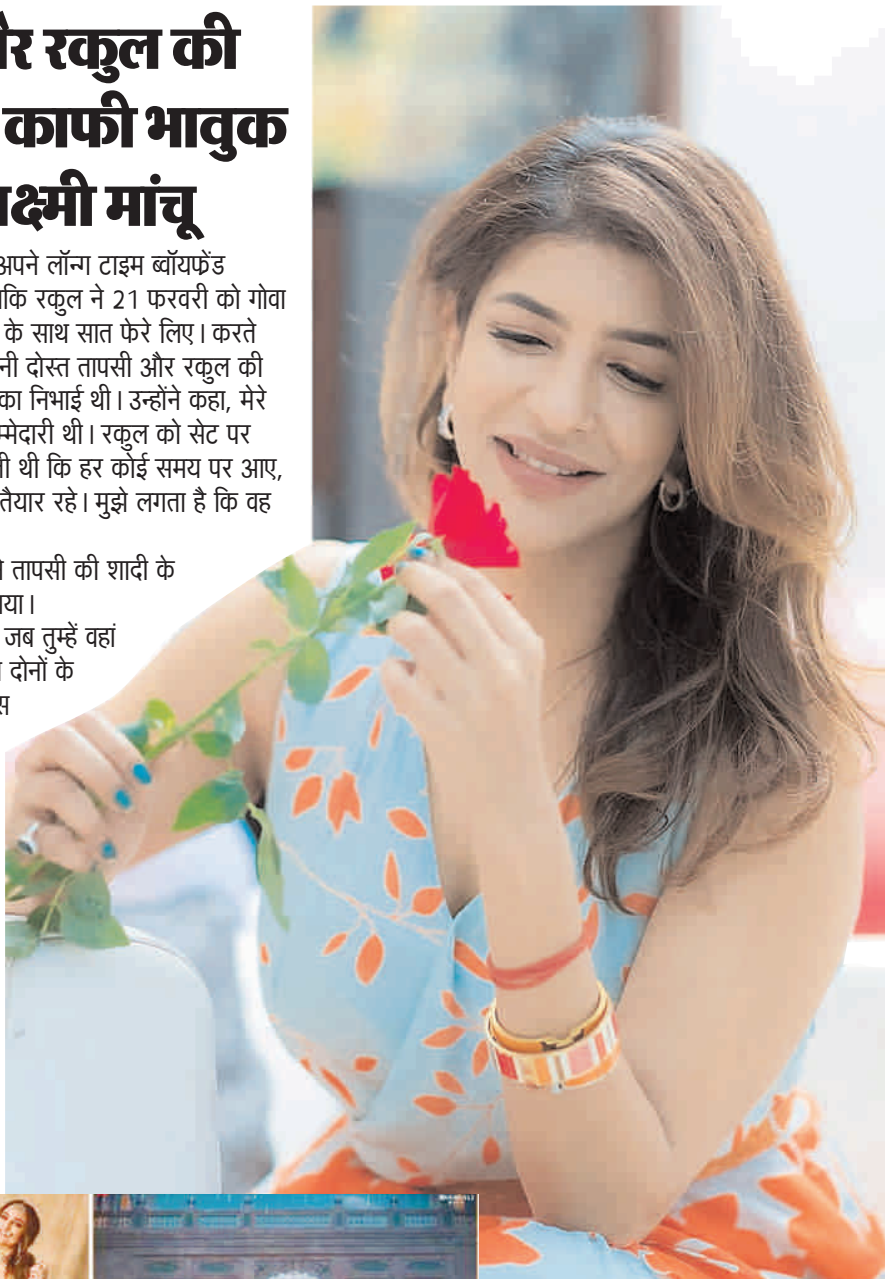 र रकुल की
काफी भावुक
क्ष्मी मांचू
अपने लॉन्ग टाइम ब्वॉयफ्रेंड
कि रकुल ने 21 फरवरी को गोवा
के साथ सात फेरे लिए। करते
नी दोस्त तापसी और रकुल की
का निभाई थी। उन्होंने कहा, मेरे
म्मेदारी थी। रकुल को सेट पर
ती थी कि हर कोई समय पर आए,
तैयार रहे। मुझे लगता है कि वह
तापसी की शादी के
या।
जब तुम्हें वहां
दोनों के
स